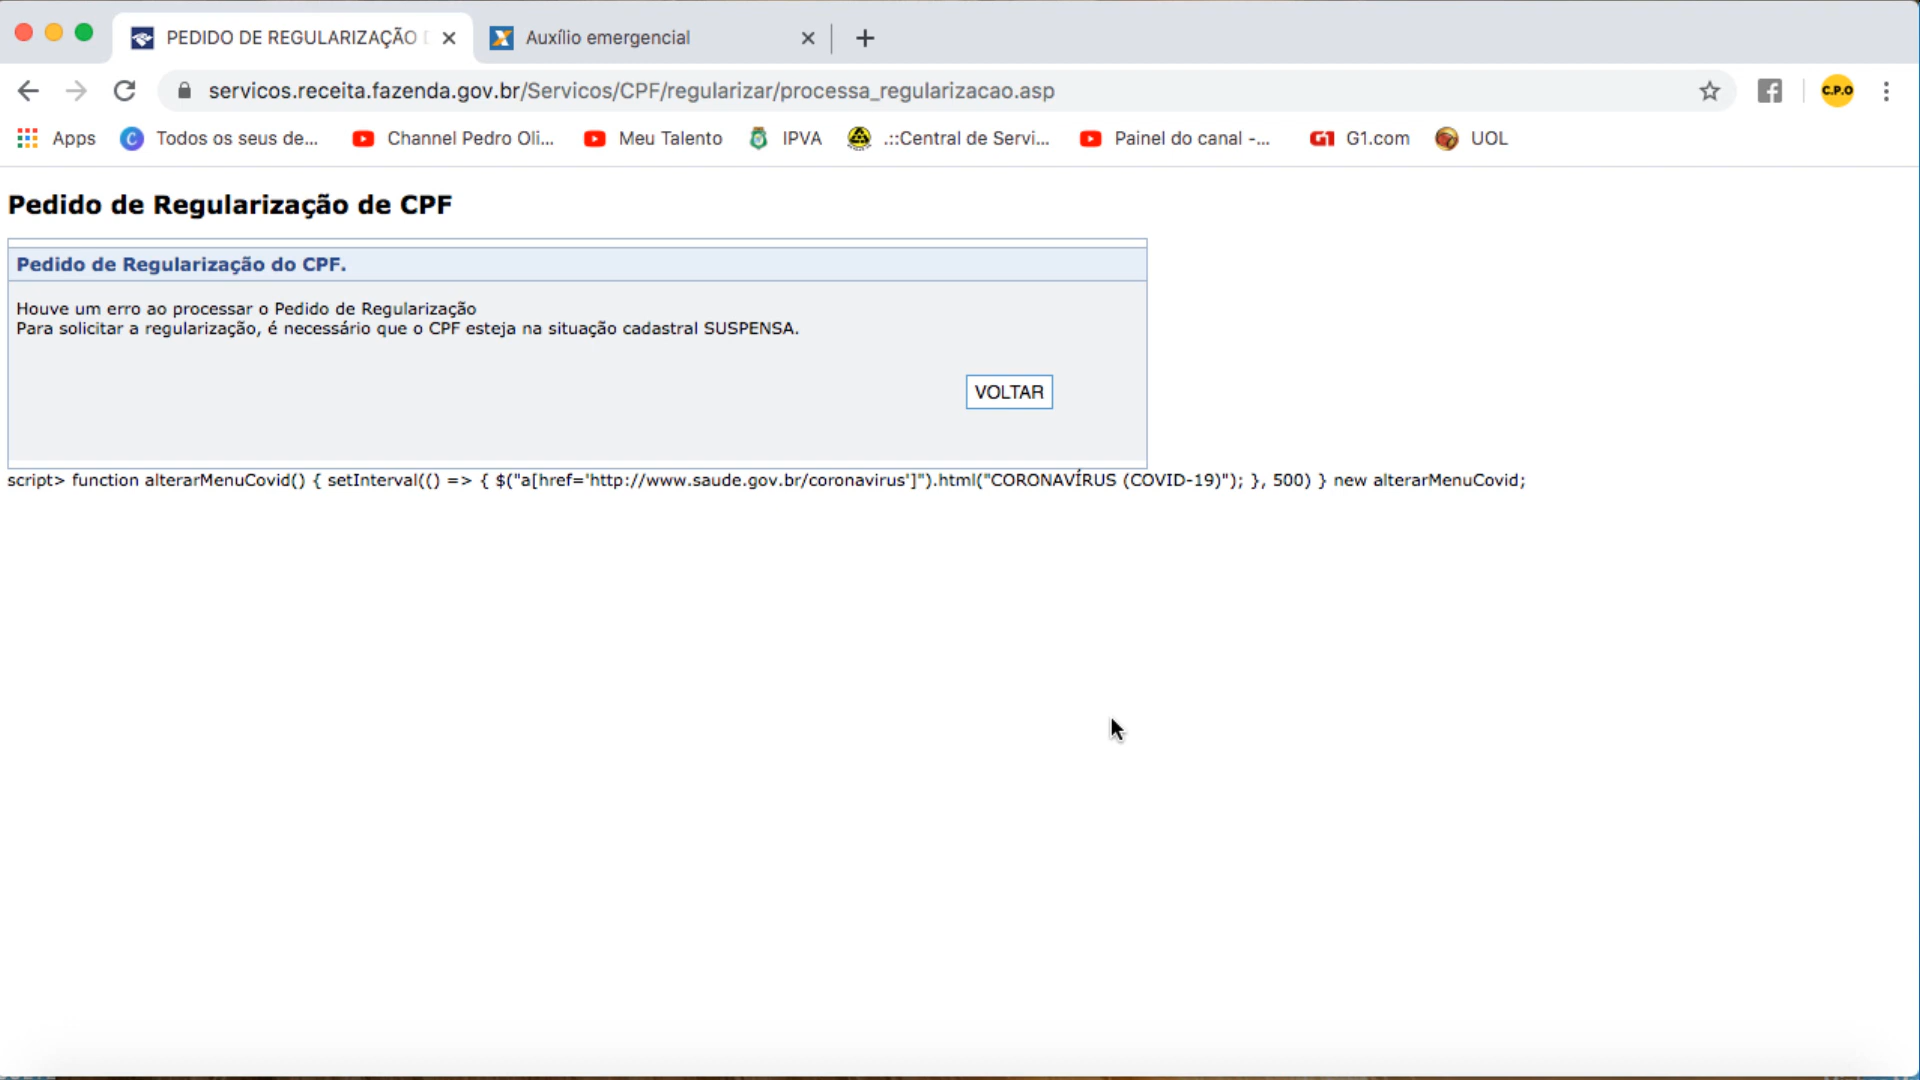 PEDIDO DE REGULARIZAÇÃO
Auxílio emergencial
servicos.receita.fazenda.gov.br/Servicos/CPF/regularizar/processa_regularizacao.asp
C.P.O
Apps
C
Todos os seus de...
Channel Pedro Oli...
Meu Talento
IPVA
.::Central de Servi...
Painel do canal -...
G1
G1.com
UOL
Pedido de Regularização de CPF
Pedido de Regularização do CPF.
Houve um erro ao processar o Pedido de Regularização
Para solicitar a regularização, é necessário que o CPF esteja na situação cadastral SUSPENSA.
VOLTAR
script> function alterarMenuCovid() { setInterval(() => { $("a[href='http://www.saude.gov.br/coronavirus']").html("CORONAVÍRUS (COVID-19)"); }, 500) } new alterarMenuCovid;